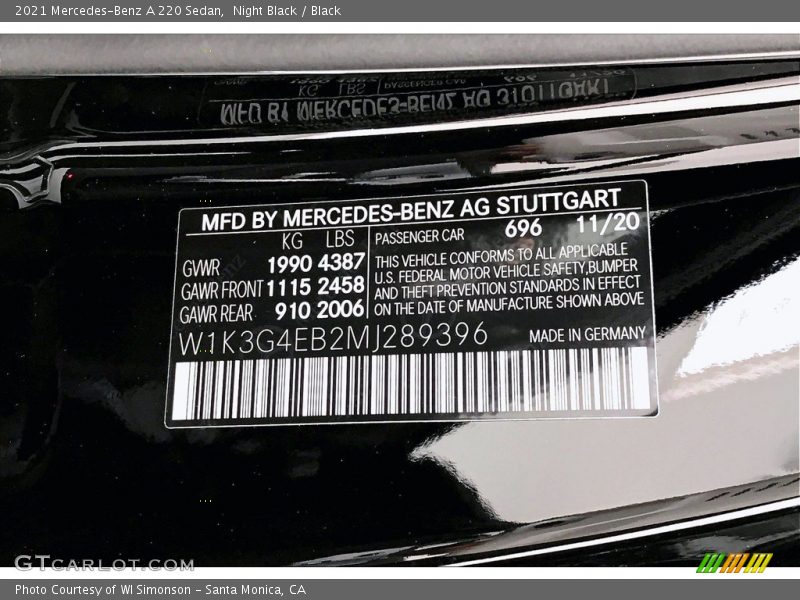 2021 Mercedes-Benz A 220 Sedan,  Night Black / Black
MFD BY MERCEDES-BENZ AG STUTTGART
KG LBS PASSENGER CAR 696 11/20
GWR 1990 4387
GAWR FRONT 1115 2458
GAWR REAR 910 2006
THIS VEHICLE CONFORMS TO ALL APPLICABLE
U.S. FEDERAL MOTOR VEHICLE SAFETY,BUMPER
AND THEFT PREVENTION STANDARDS IN EFFECT
ON THE DATE OF MANUFACTURE SHOWN ABOVE
W1K3G4EB2MJ289396 MADE IN GERMANY
GTcarlot.com
Photo Courtesy of WI Simonson - Santa Monica, CA